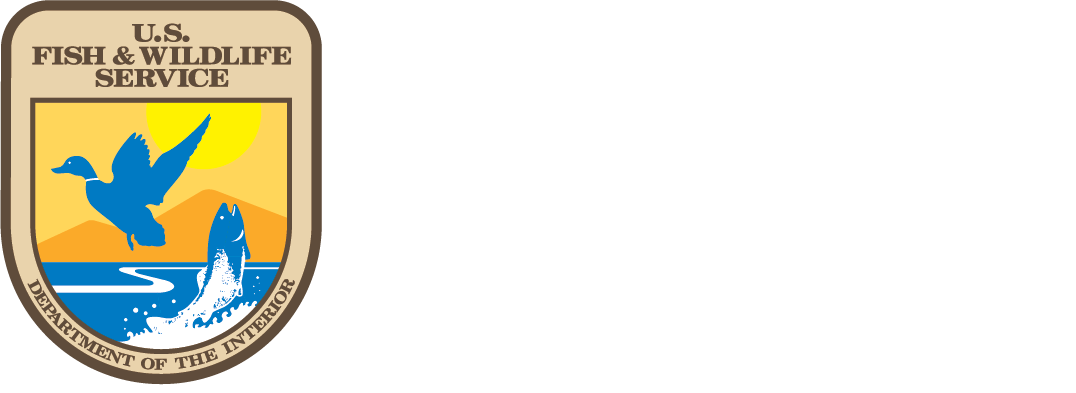 U.S.
FISH & WILDLIFE
SERVICE
DEPARTMENT OF THE INTERIOR